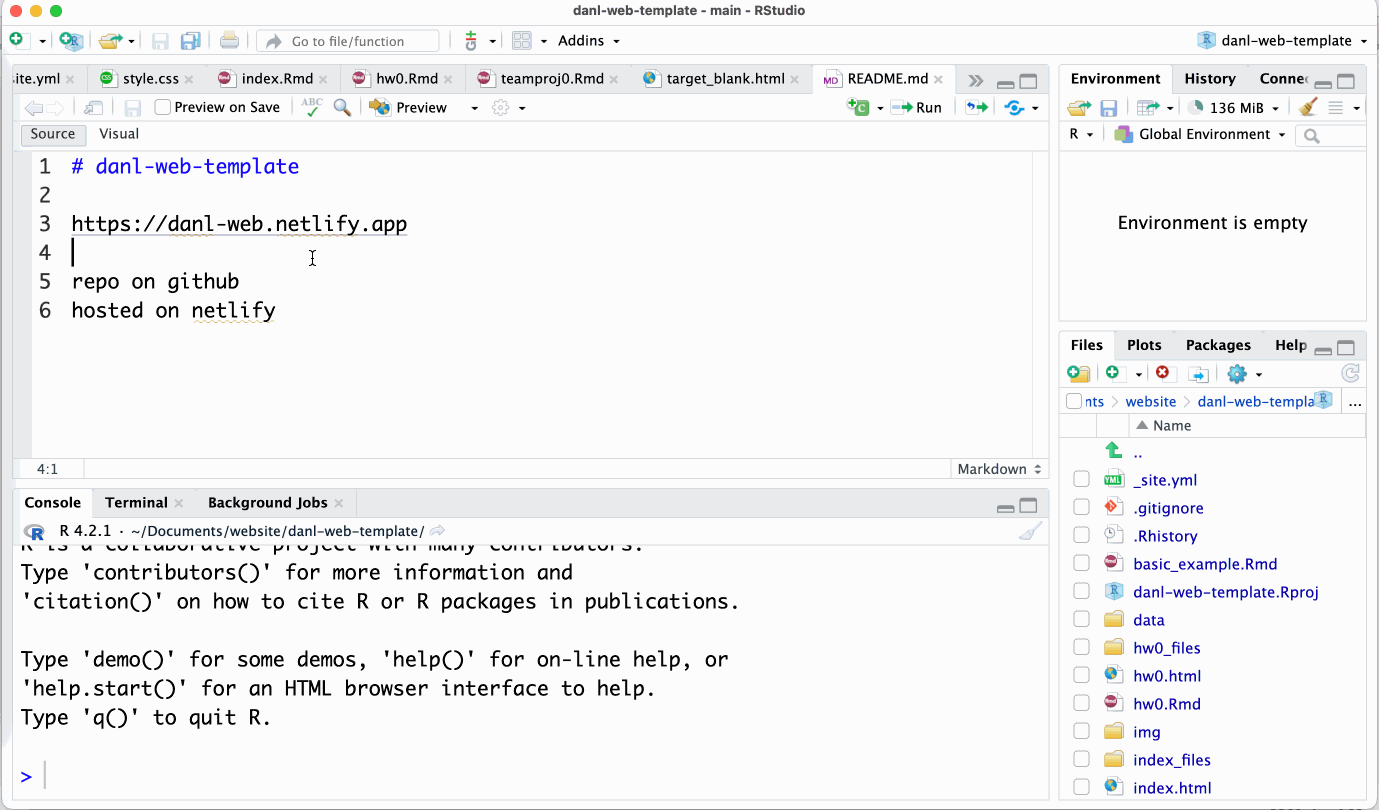 danl-web-template - main - RStudio
Go to file/function
Addins
danl-web-template
site.yml
style.css
index.Rmd
hw0.Rmd
teamproj0.Rmd
target_blank.html
README.md
Preview on Save
ABC
Preview
Run
Source
Visual
1 # danl-web-template
2
3 https://danl-web.netlify.app
4
5 repo on github
6 hosted on netlify
4:1
Markdown
Console
Terminal
Background Jobs
R 4.2.1 · ~/Documents/website/danl-web-template/
R is a collaborative project with many contributors.
Type 'contributors()' for more information and
'citation()' on how to cite R or R packages in publications.
Type 'demo()' for some demos, 'help()' for on-line help, or
'help.start()' for an HTML browser interface to help.
Type 'q()' to quit R.
>
Environment
History
Connec
136 MiB
R
Global Environment
Environment is empty
Files
Plots
Packages
Help
nts
website
danl-web-templa
...
Name
..
_site.yml
.gitignore
.Rhistory
basic_example.Rmd
danl-web-template.Rproj
data
hw0_files
hw0.html
hw0.Rmd
img
index_files
index.html